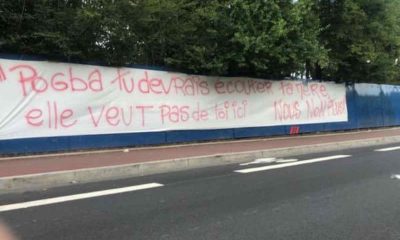 " POGBA tu devrais écouter ta mère
elle veut pas de toi ici Nous non plus!